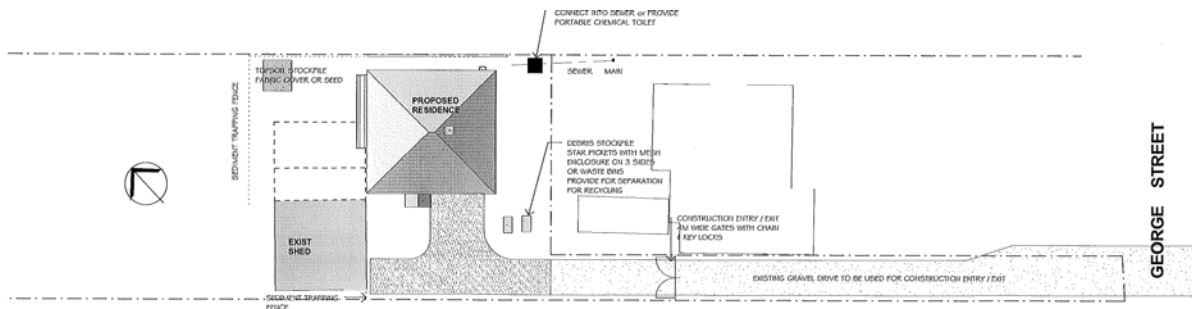 CONNECT INTO SEWER or PROVIDE
PORTABLE CHEMICAL TOILET
TOPSOIL STOCKPILE
FABRIC COVER OR SEED
SEWER MAIN
SEDIMENT TRAPPING FENCE
PROPOSED
RESIDENCE
DEBRIS STOCKPILE
STAR PICKETS WITH MESH
ENCLOSURE ON 3 SIDES
OR WASTE BINS
PROVIDE FOR SEPARATION
FOR RECYCLING
CONSTRUCTION ENTRY / EXIT
4M WIDE GATES WITH CHAIN
& KEY LOCKS
EXIST
SHED
EXISTING GRAVEL DRIVE TO BE USED FOR CONSTRUCTION ENTRY / EXIT
SEDIMENT TRAPPING
FENCE
GEORGE STREET